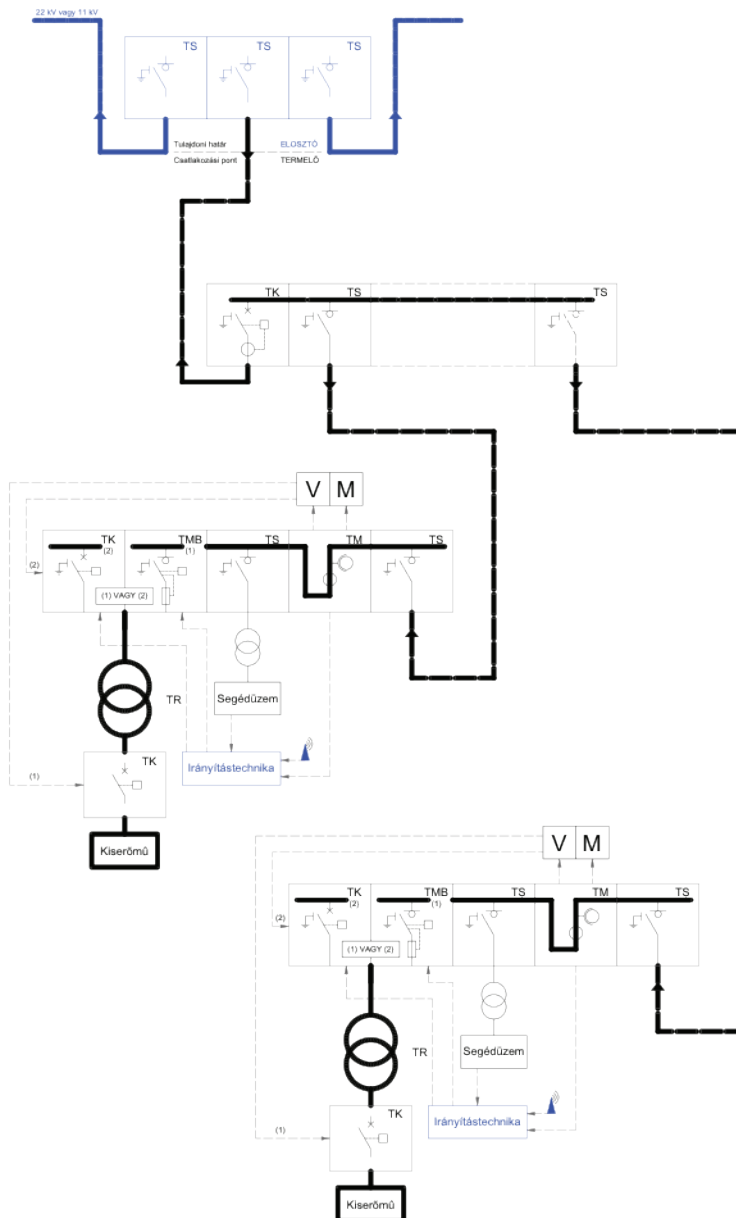 22 kV vagy 11 kV
TS
TS
TS
Tulajdoni határ
ELOSZTÓ
Csatlakozási pont
TERMELŐ
TK
TS
TS
V
M
TK
(2)
TMB
(1)
TS
TM
TS
(2)
(1) VAGY (2)
TR
Segédüzem
TK
Irányítástechnika
(1)
Kiserőmű
V
M
TK
(2)
TMB
(1)
TS
TM
TS
(2)
(1) VAGY (2)
TR
Segédüzem
TK
Irányítástechnika
(1)
Kiserőmű